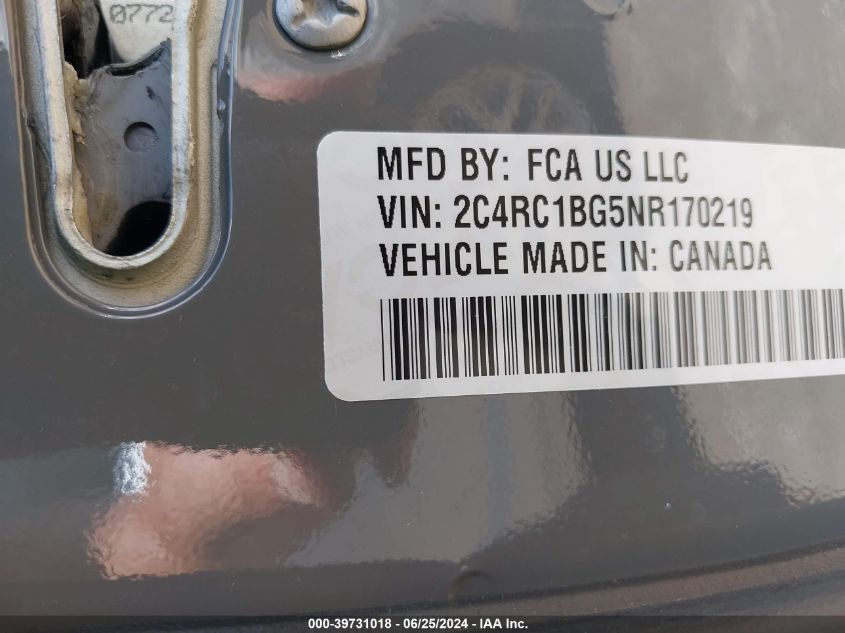 0772
MFD BY: FCA US LLC
VIN: 2C4RC1BG5NR170219
VEHICLE MADE IN: CANADA
000-39731018 - 06/25/2024 - IAA Inc.